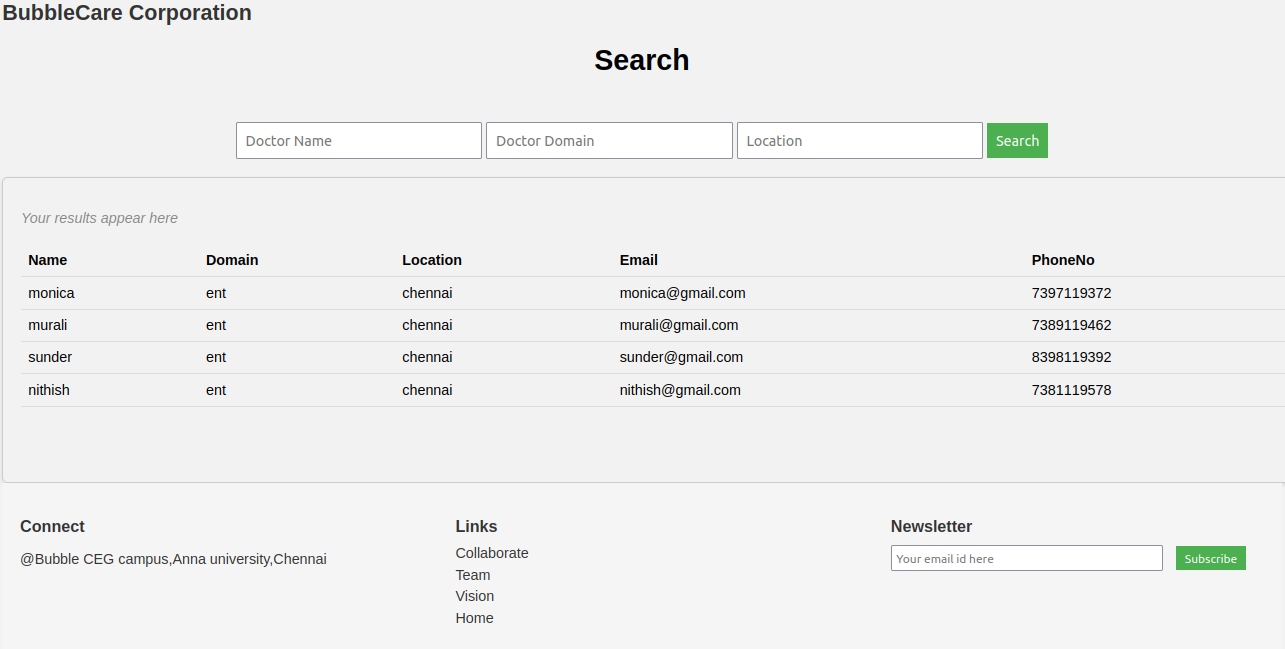 BubbleCare Corporation
Search
Doctor Name Doctor Domain Location Search
Your results appear here
Name Domain Location Email PhoneNo
monica ent chennai monica@gmail.com 7397119372
murali ent chennai murali@gmail.com 7389119462
sunder ent chennai sunder@gmail.com 8398119392
nithish ent chennai nithish@gmail.com 7381119578
Connect
@Bubble CEG campus,Anna university,Chennai
Links
Collaborate
Team
Vision
Home
Newsletter
Your email id here Subscribe